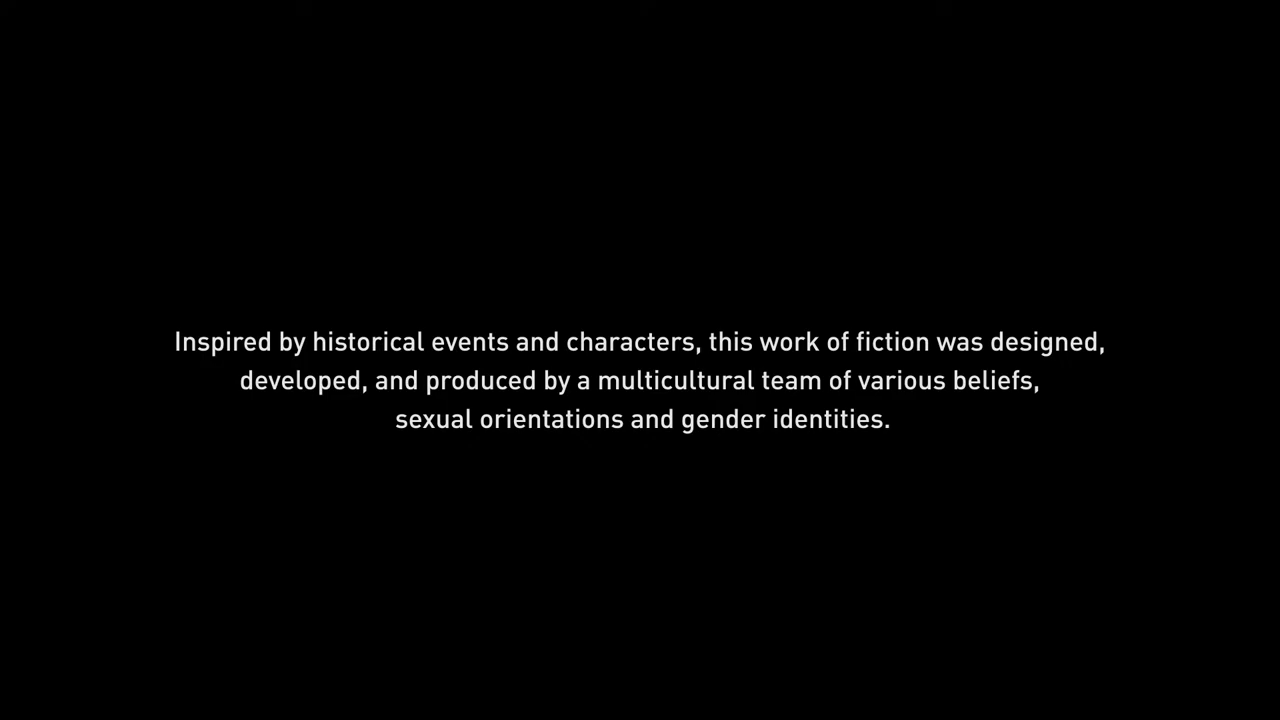 Inspired by historical events and characters, this work of fiction was designed,
developed, and produced by a multicultural team of various beliefs,
sexual orientations and gender identities.